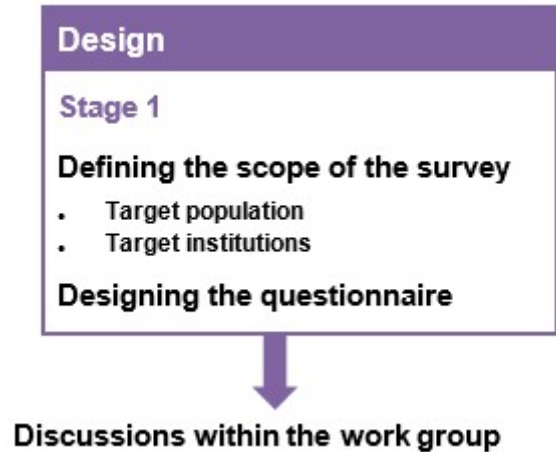 Design
Stage 1
Defining the scope of the survey
. Target population
. Target institutions
Designing the questionnaire
Discussions within the work group